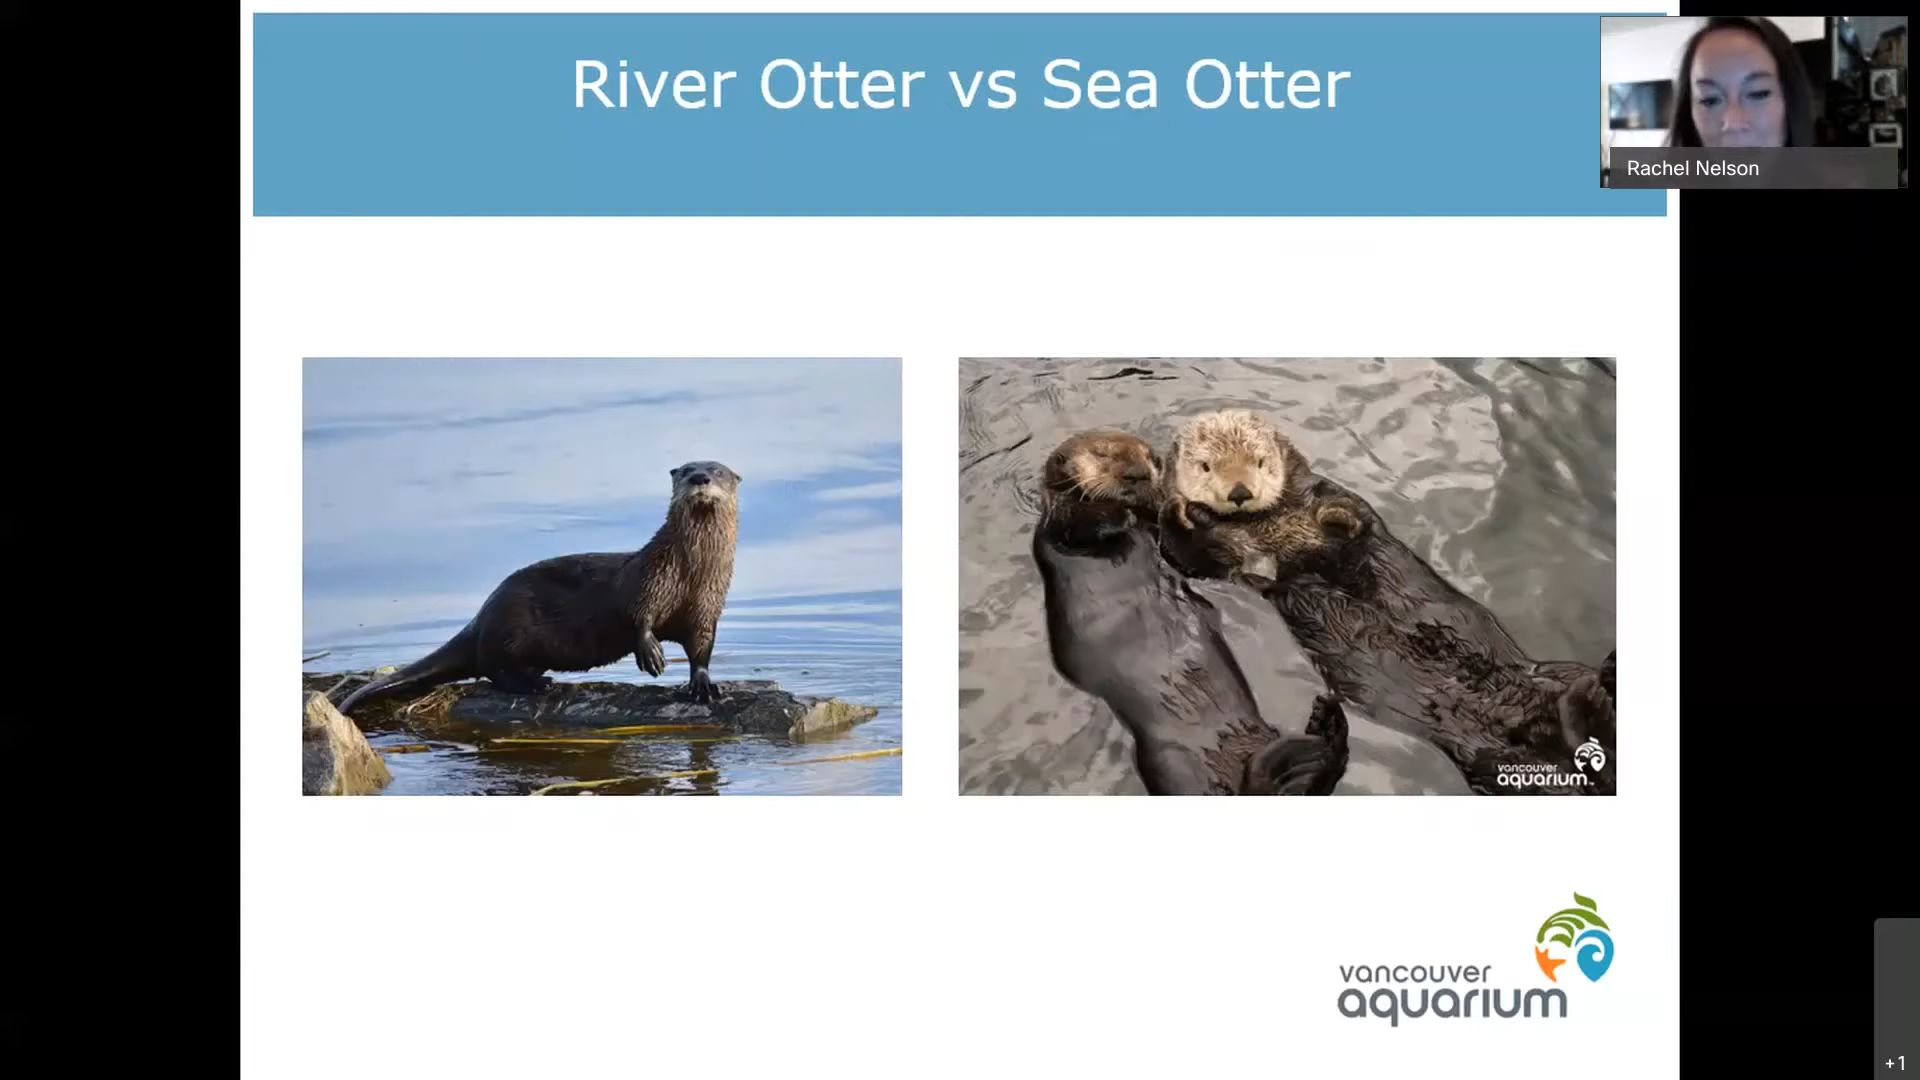 River Otter vs Sea Otter
Rachel Nelson
vancouver
aquarium
vancouver
aquarium
+1